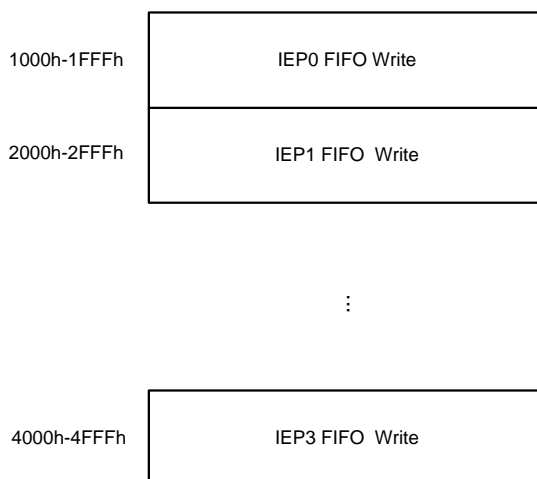 1000h-1FFFh IEP0 FIFO Write
2000h-2FFFh IEP1 FIFO Write
⋮
4000h-4FFFh IEP3 FIFO Write